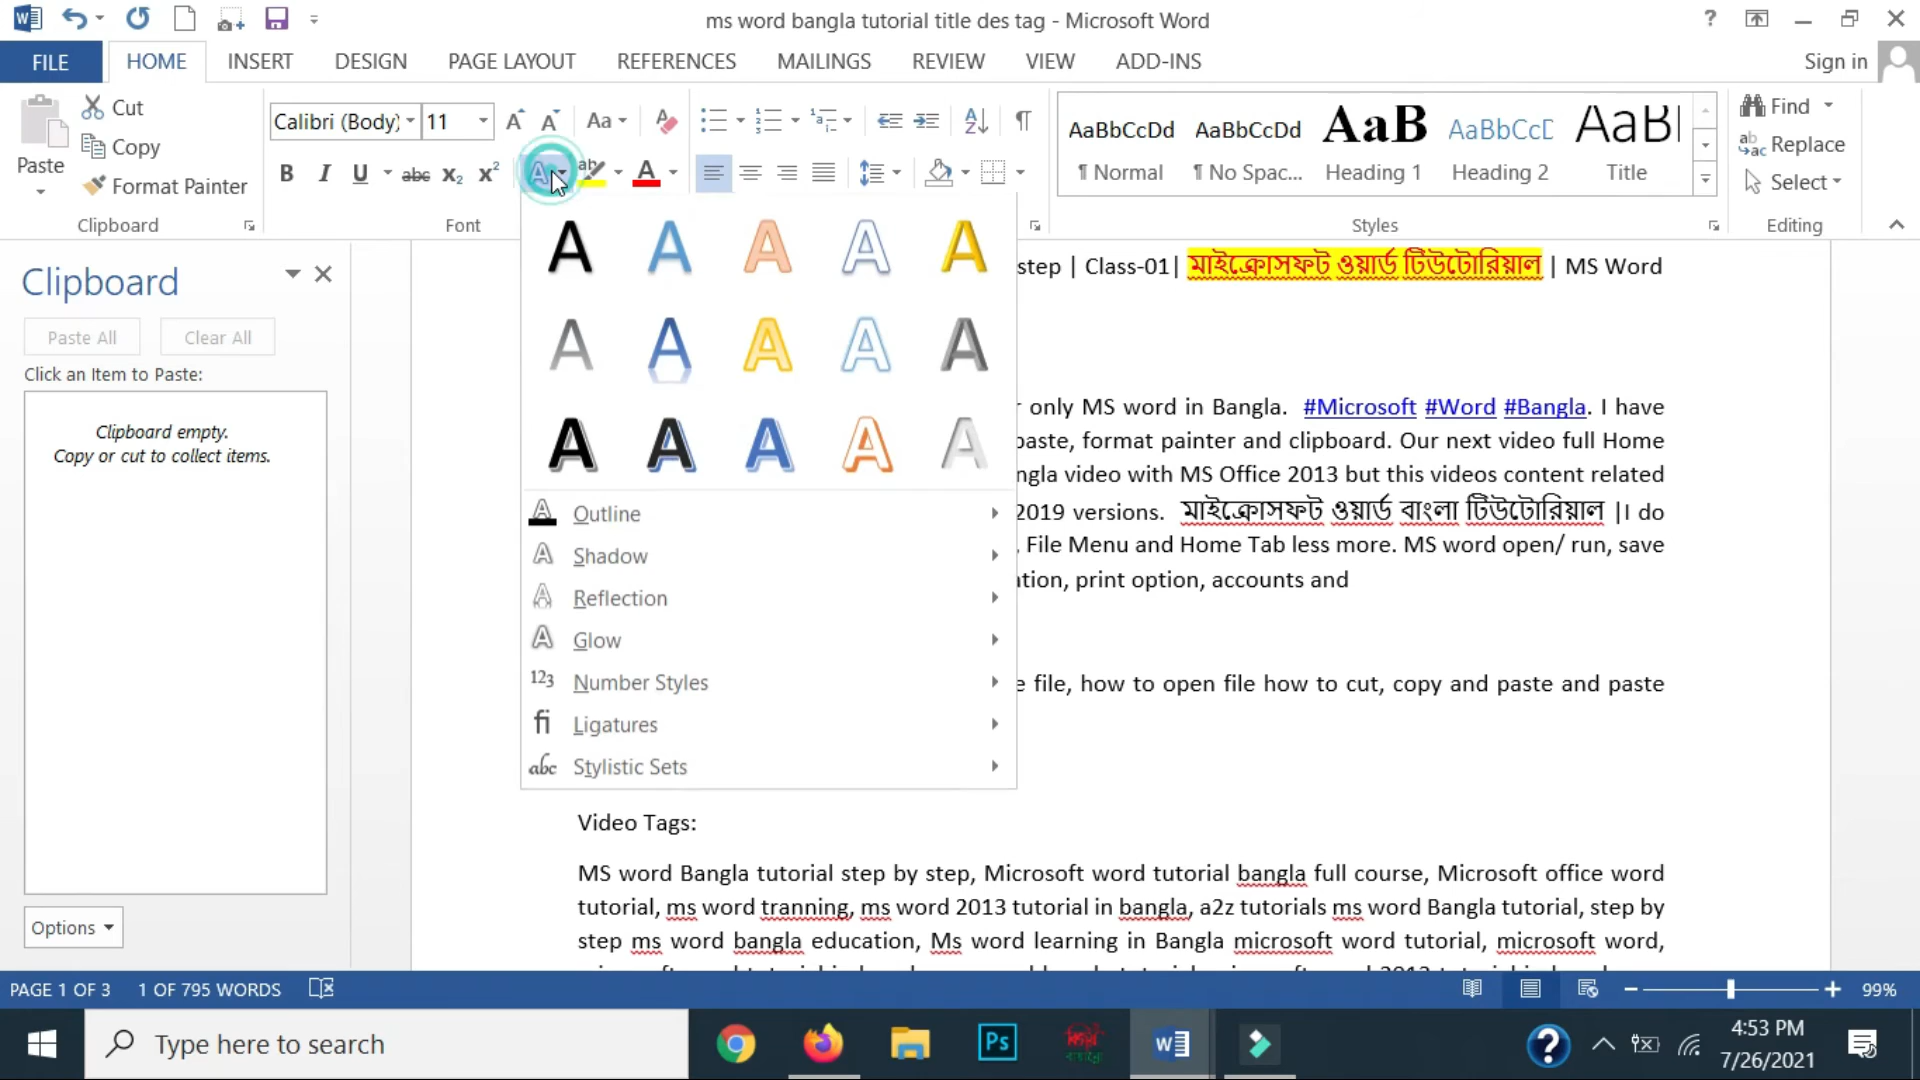 ms word bangla tutorial title des tag - Microsoft Word
FILE HOME INSERT DESIGN PAGE LAYOUT REFERENCES MAILINGS REVIEW VIEW ADD-INS Sign in
Paste
Cut
Copy
Format Painter
Clipboard
Calibri (Body) 11 Aa
B I U abc x₂ x² A ab A
Font
AaBbCcDd AaBbCcDd AaB AaBbCcD AaB
¶ Normal ¶ No Spac... Heading 1 Heading 2 Title
Styles
Find
Replace
Select
Editing
Clipboard
Paste All Clear All
Click an Item to Paste:
Clipboard empty.
Copy or cut to collect items.
Options
A A A A A
A A A A A
A A A A A
Outline
Shadow
Reflection
Glow
123 Number Styles
fi Ligatures
abc Stylistic Sets
step | Class-01| মাইক্রোসফট ওয়ার্ড টিউটোরিয়াল | MS Word
only MS word in Bangla. #Microsoft #Word #Bangla. I have
paste, format painter and clipboard. Our next video full Home
ngla video with MS Office 2013 but this videos content related
2019 versions. মাইক্রোসফট ওয়ার্ড বাংলা টিউটোরিয়াল |I do
, File Menu and Home Tab less more. MS word open/ run, save
tion, print option, accounts and
e file, how to open file how to cut, copy and paste and paste
Video Tags:
MS word Bangla tutorial step by step, Microsoft word tutorial bangla full course, Microsoft office word
tutorial, ms word tranning, ms word 2013 tutorial in bangla, a2z tutorials ms word Bangla tutorial, step by
step ms word bangla education, Ms word learning in Bangla microsoft word tutorial, microsoft word,
PAGE 1 OF 3 1 OF 795 WORDS 99%
Type here to search
Ps
4:53 PM
7/26/2021